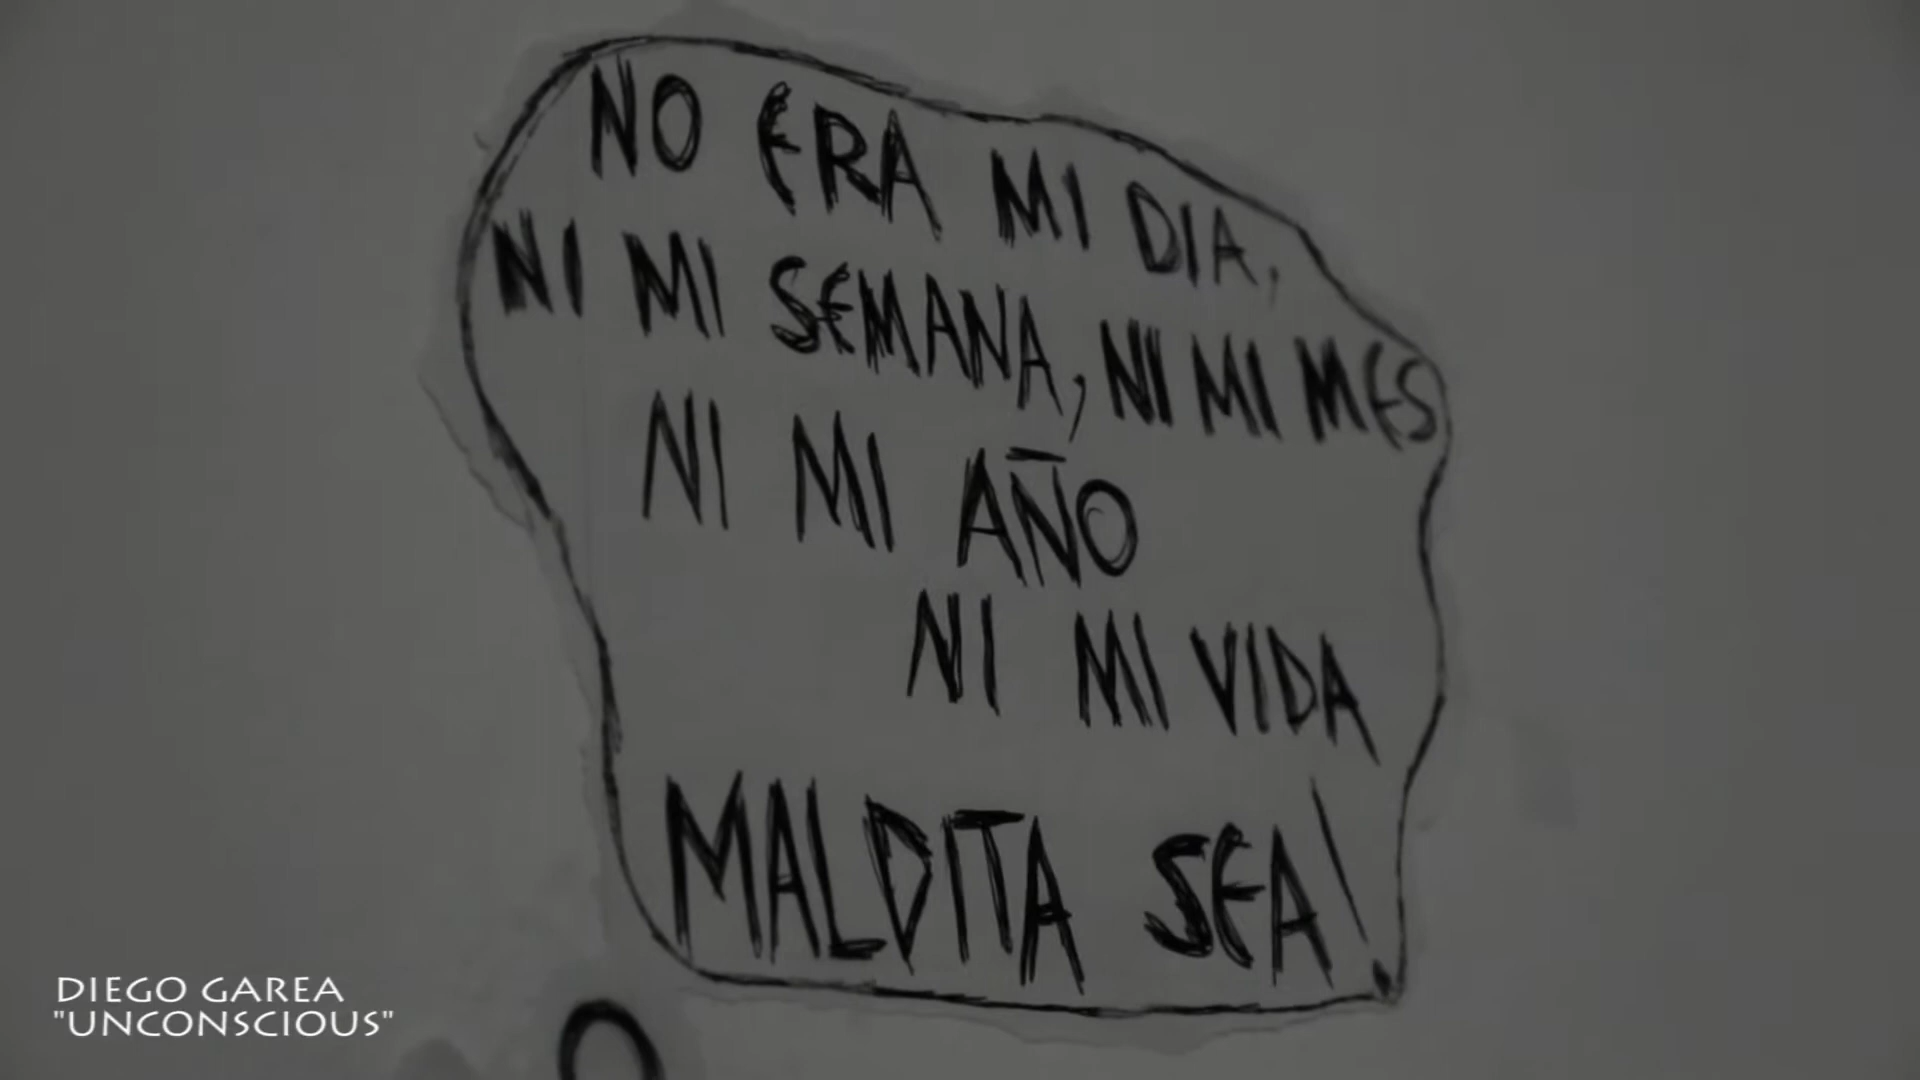 NO ERA MI DIA,
NI MI SEMANA, NI MI MES
NI MI AÑO
NI MI VIDA
MALDITA SEA!
DIEGO GAREA
"UNCONSCIOUS"